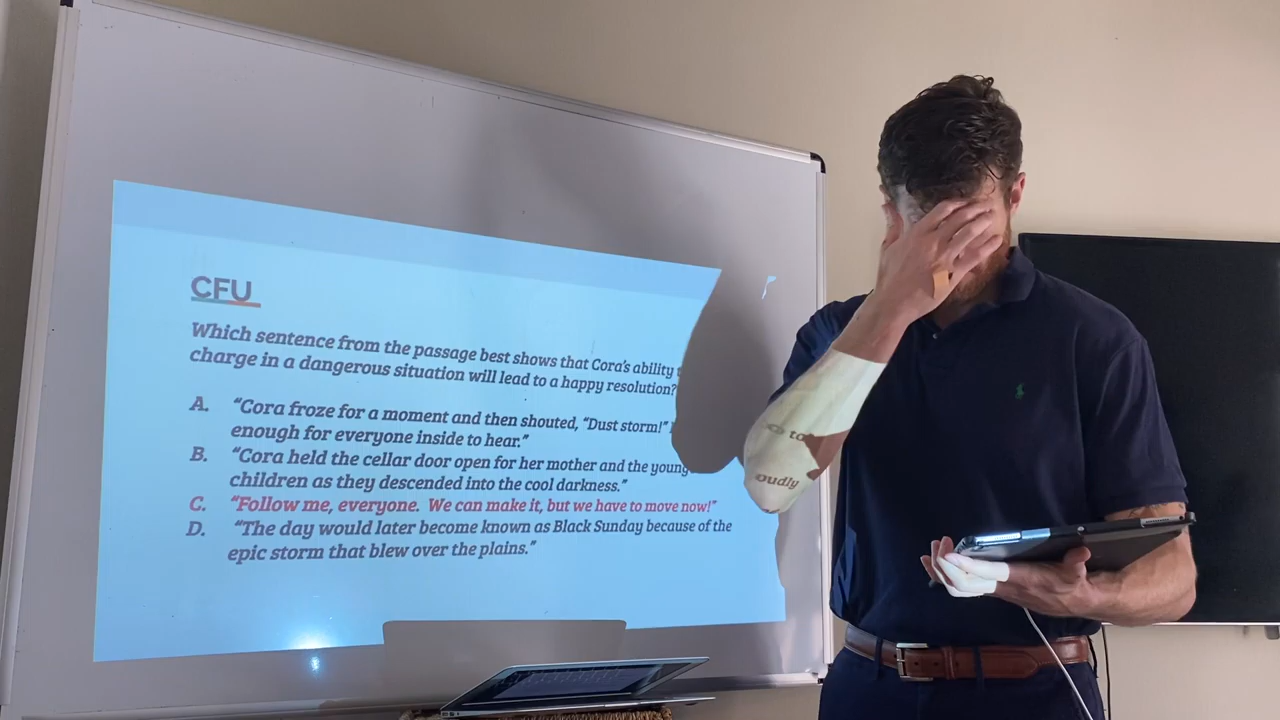 CFU
Which sentence from the passage best shows that Cora's ability to
charge in a dangerous situation will lead to a happy resolution?
A. "Cora froze for a moment and then shouted, "Dust storm!" oudly
enough for everyone inside to hear."
B. "Cora held the cellar door open for her mother and the young
children as they descended into the cool darkness."
C. "Follow me, everyone. We can make it, but we have to move now!"
D. "The day would later become known as Black Sunday because of the
epic storm that blew over the plains."